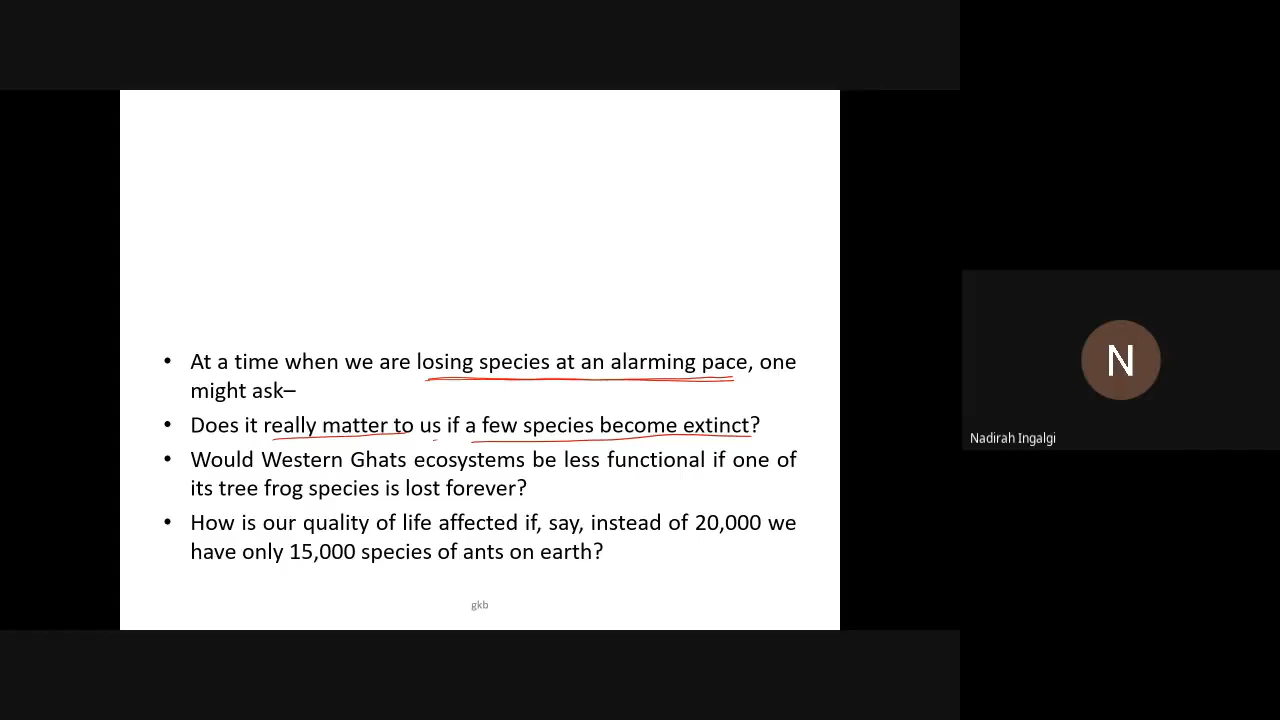 • At a time when we are losing species at an alarming pace, one
might ask–
• Does it really matter to us if a few species become extinct?
• Would Western Ghats ecosystems be less functional if one of
its tree frog species is lost forever?
• How is our quality of life affected if, say, instead of 20,000 we
have only 15,000 species of ants on earth?
gkb
N
Nadirah Ingalgi